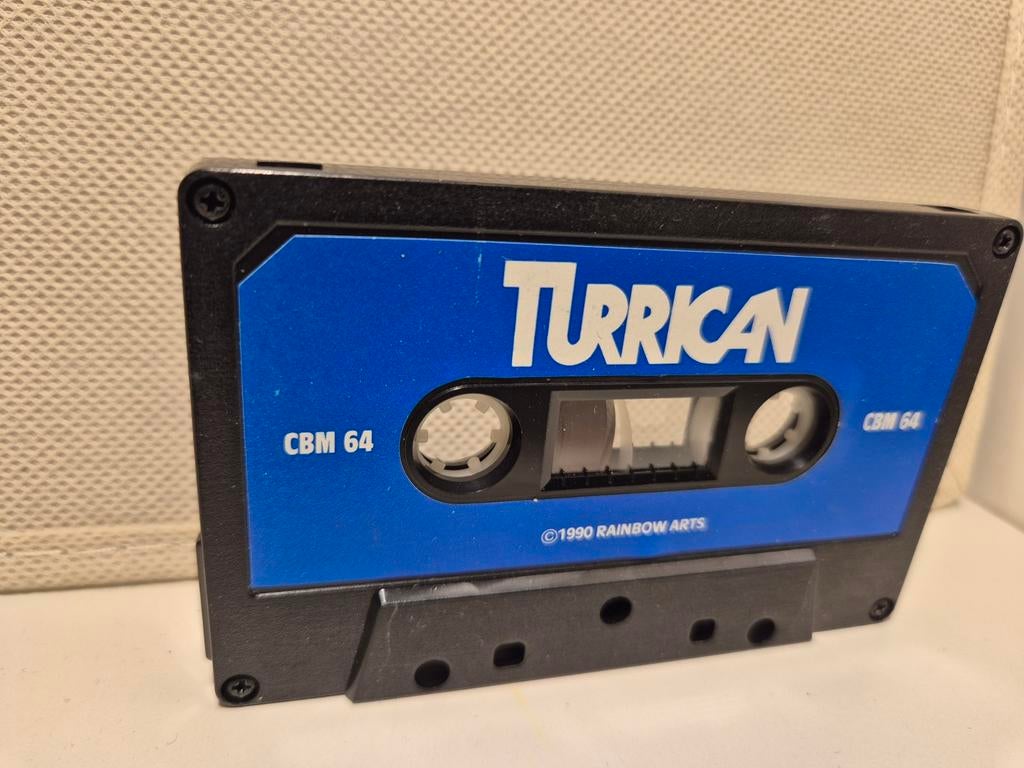 TURRICAN
CBM 64
CBM 64
©1990 RAINBOW ARTS